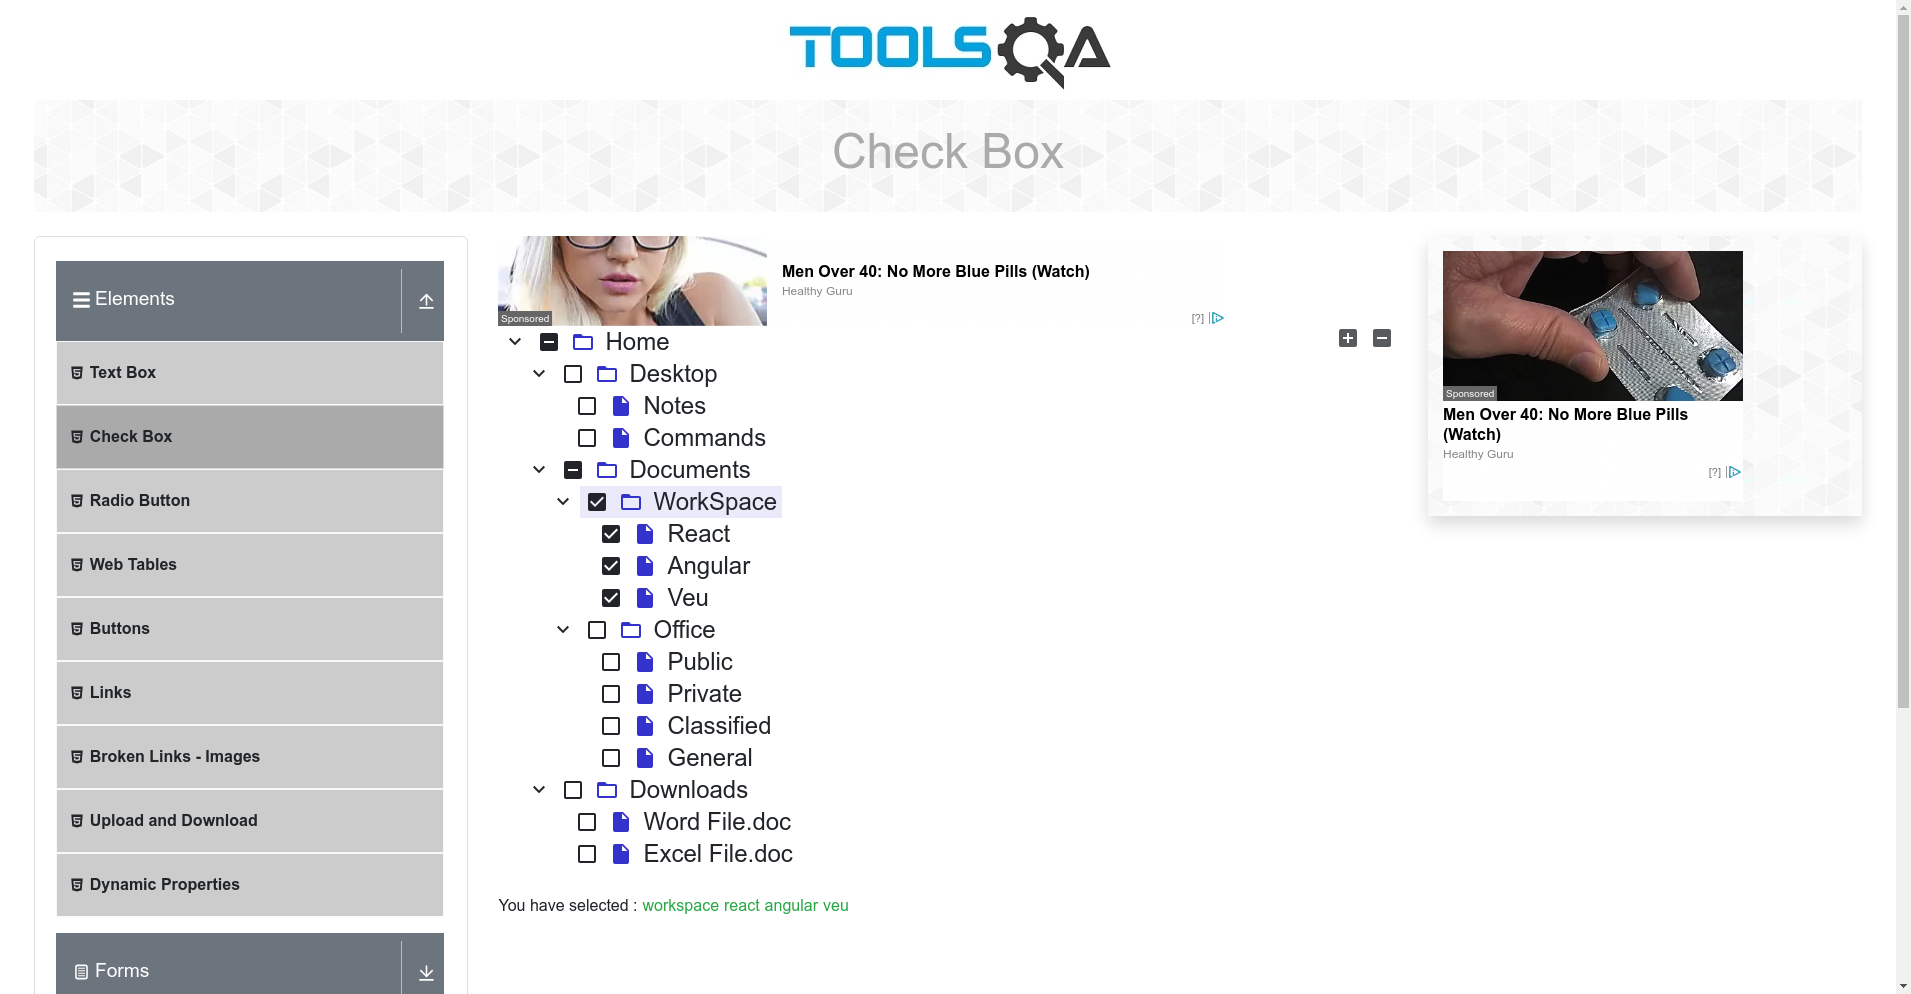 TOOLSQA
Check Box
Elements
Text Box
Check Box
Radio Button
Web Tables
Buttons
Links
Broken Links - Images
Upload and Download
Dynamic Properties
Forms
Sponsored
Men Over 40: No More Blue Pills (Watch)
Healthy Guru
[?]
Home
Desktop
Notes
Commands
Documents
WorkSpace
React
Angular
Veu
Office
Public
Private
Classified
General
Downloads
Word File.doc
Excel File.doc
You have selected : workspace react angular veu
Sponsored
Men Over 40: No More Blue Pills
(Watch)
Healthy Guru
[?]